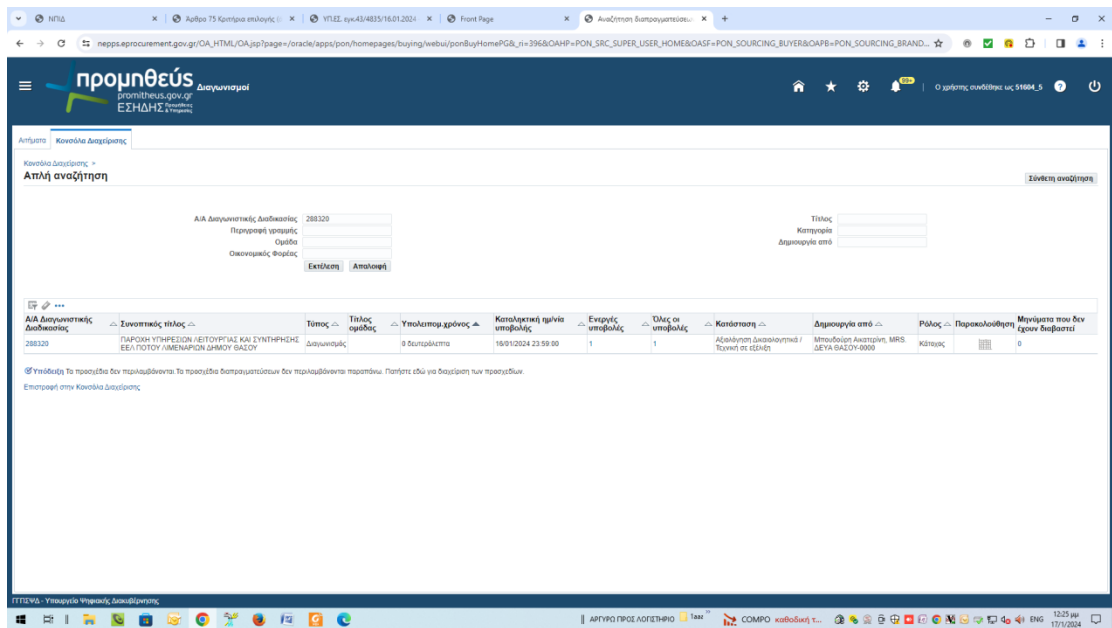 ΝΠΙΔ
Άρθρο 75 Κριτήρια επιλογής
ΥΠ.ΕΣ. εγκ.43/4835/16.01.2024
Front Page
Αναζήτηση διαπραγματεύσεω
nepps.eprocurement.gov.gr/OA_HTML/OA.jsp?page=/oracle/apps/pon/homepages/buying/webui/ponBuyHomePG&_ri=396&OAHP=PON_SRC_SUPER_USER_HOME&OASF=PON_SOURCING_BUYER&OAPB=PON_SOURCING_BRAND...
προμηθεύς Διαγωνισμοί
promitheus.gov.gr
ΕΣΗΔΗΣ Προμήθειες & Υπηρεσίες
99+
Ο χρήστης συνδέθηκε ως 51604_5
Αιτήματα Κονσόλα Διαχείρισης
Κονσόλα Διαχείρισης >
Απλή αναζήτηση
Σύνθετη αναζήτηση
Α/Α Διαγωνιστικής Διαδικασίας 288320 Τίτλος
Περιγραφή γραμμής Κατηγορία
Ομάδα Δημιουργία από
Οικονομικός Φορέας
Εκτέλεση Απαλοιφή
Α/Α Διαγωνιστικής Διαδικασίας Συνοπτικός τίτλος Τύπος Τίτλος ομάδας Υπολειπομ.χρόνος Καταληκτική ημ/νία υποβολής Ενεργές υποβολές Όλες οι υποβολές Κατάσταση Δημιουργία από Ρόλος Παρακολούθηση Μηνύματα που δεν έχουν διαβαστεί
288320 ΠΑΡΟΧΗ ΥΠΗΡΕΣΙΩΝ ΛΕΙΤΟΥΡΓΙΑΣ ΚΑΙ ΣΥΝΤΗΡΗΣΗΣ Διαγωνισμός 0 δευτερόλεπτα 16/01/2024 23:59:00 1 1 Αξιολόγηση Δικαιολογητικά / Μπουδούρη Αικατερίνη, MRS. Κάτοχος 0
ΕΕΛ ΠΟΤΟΥ ΛΙΜΕΝΑΡΙΩΝ ΔΗΜΟΥ ΘΑΣΟΥ Τεχνική σε εξέλιξη ΔΕΥΑ ΘΑΣΟΥ-0000
Υπόδειξη Τα προσχέδια δεν περιλαμβάνονται.Τα προσχέδια διαπραγματεύσεων δεν περιλαμβάνονται παραπάνω. Πατήστε εδώ για διαχείριση των προσχεδίων.
Επιστροφή στην Κονσόλα Διαχείρισης
ΓΓΠΣΨΔ - Υπουργείο Ψηφιακής Διακυβέρνησης
ΑΡΓΥΡΩ ΠΡΟΣ ΛΟΓΙΣΤΗΡΙΟ
1ααα
COMPO καθοδική τ...
ENG
12:25 μμ
17/1/2024